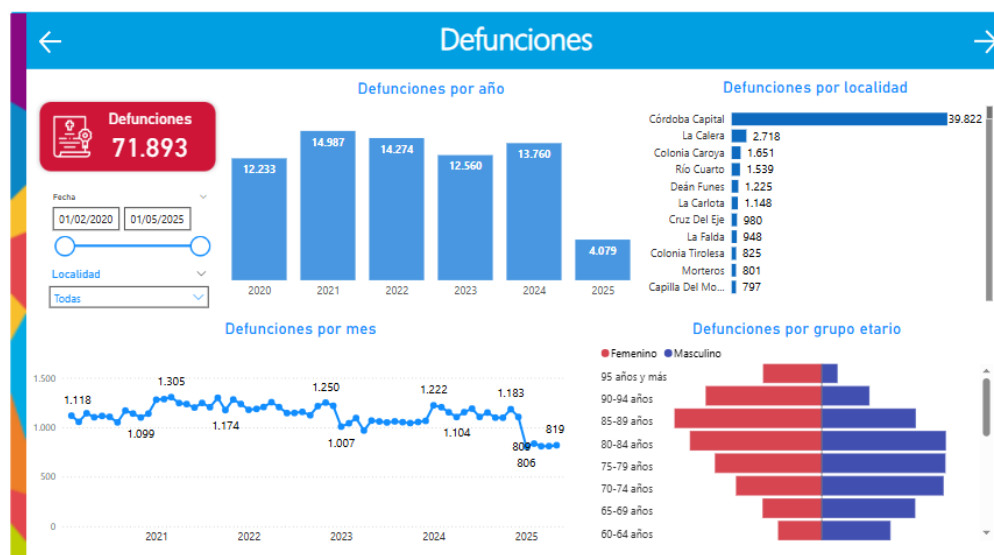 Defunciones
Defunciones
71.893
Fecha
01/02/2020 01/05/2025
Localidad
Todas
Defunciones por año
12.233
14.987
14.274
12.560
13.760
4.079
2020 2021 2022 2023 2024 2025
Defunciones por localidad
Córdoba Capital 39.822
La Calera 2.718
Colonia Caroya 1.651
Río Cuarto 1.539
Deán Funes 1.225
La Carlota 1.148
Cruz Del Eje 980
La Falda 948
Colonia Tirolesa 825
Morteros 801
Capilla Del Mo... 797
Defunciones por mes
1.500
1.000
500
0
1.118
1.099
1.305
1.174
1.250
1.007
1.222
1.104
1.183
809
806
819
2021 2022 2023 2024 2025
Defunciones por grupo etario
Femenino Masculino
95 años y más
90-94 años
85-89 años
80-84 años
75-79 años
70-74 años
65-69 años
60-64 años